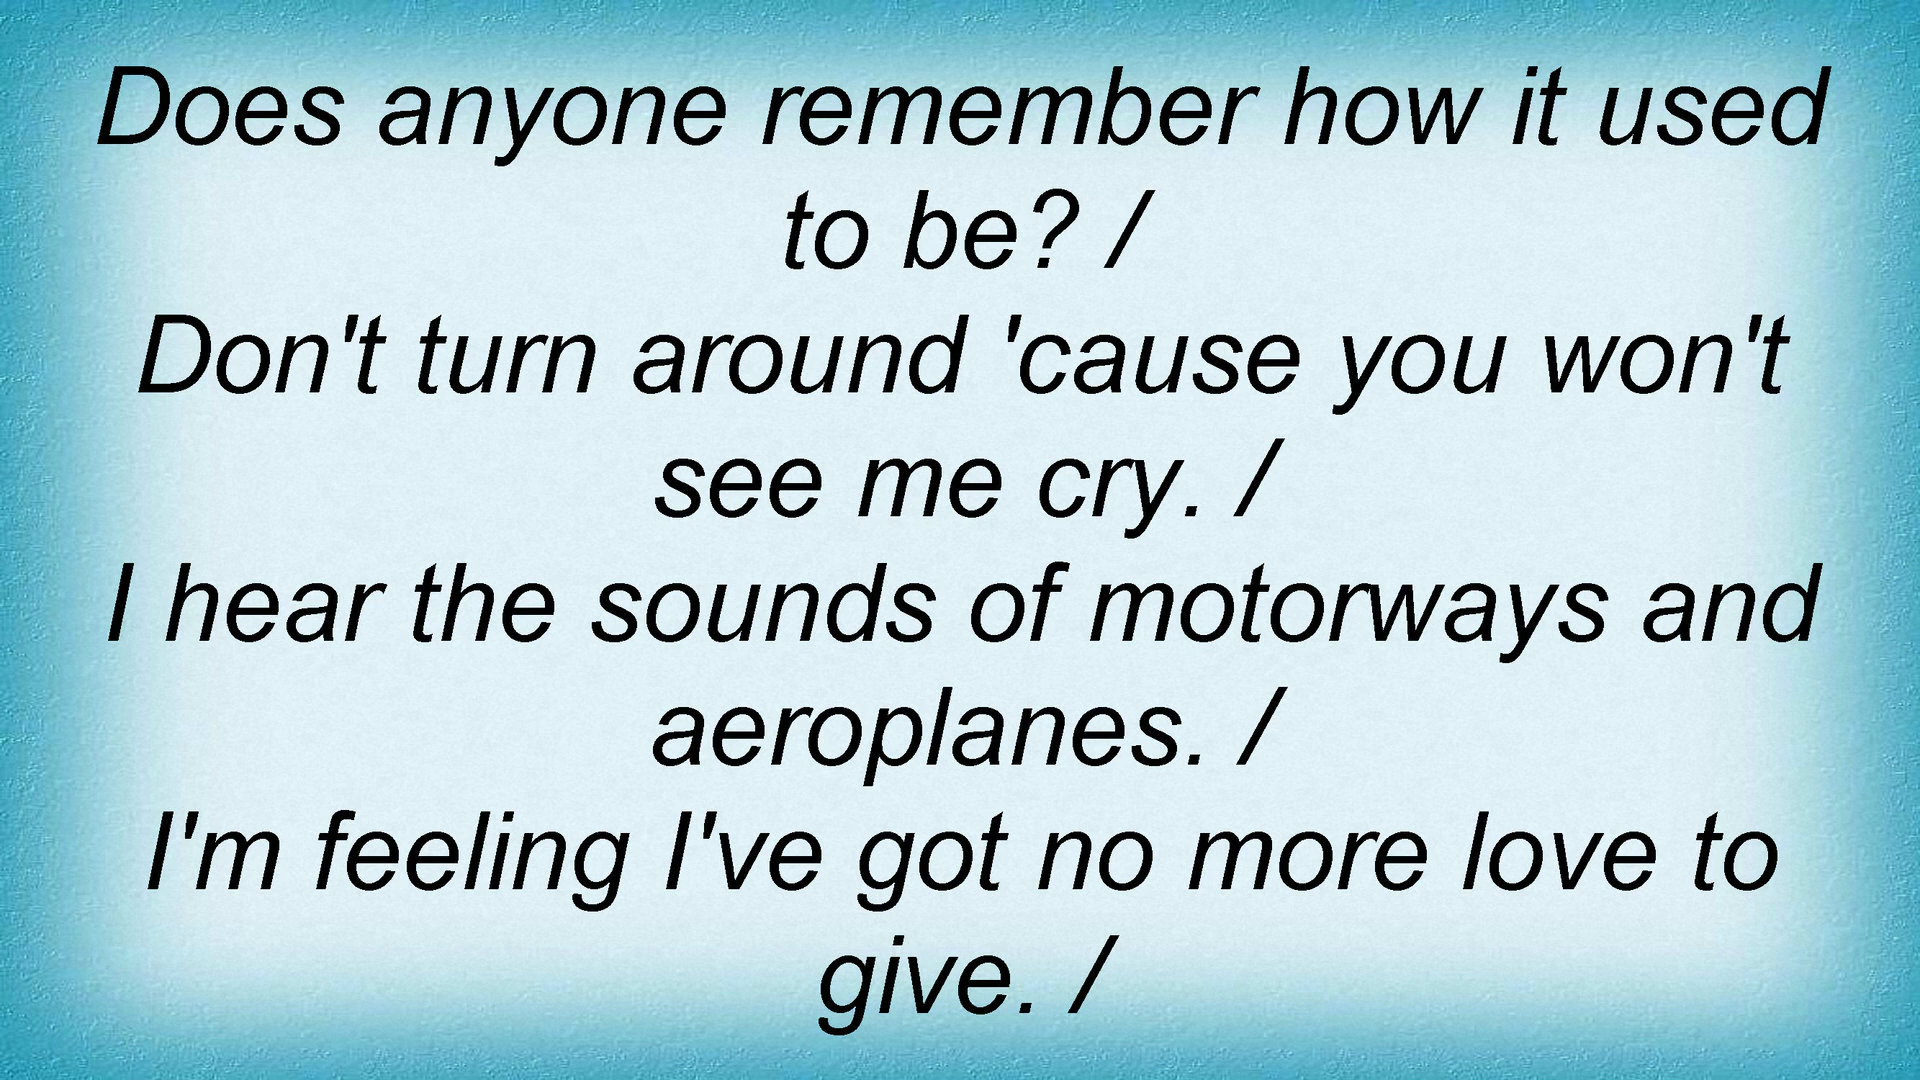 Does anyone remember how it used
to be? /
Don't turn around 'cause you won't
see me cry. /
I hear the sounds of motorways and
aeroplanes. /
I'm feeling I've got no more love to
give. /